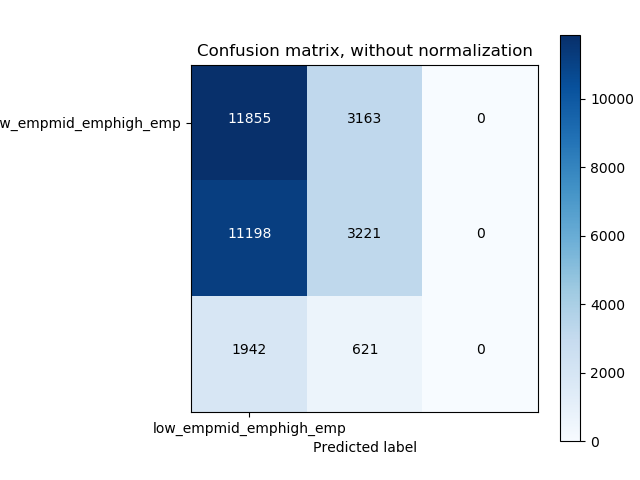 Confusion matrix, without normalization
w_empmid_emphigh_emp
11855 3163 0
11198 3221 0
1942 621 0
low_empmid_emphigh_emp
Predicted label
10000
8000
6000
4000
2000
0